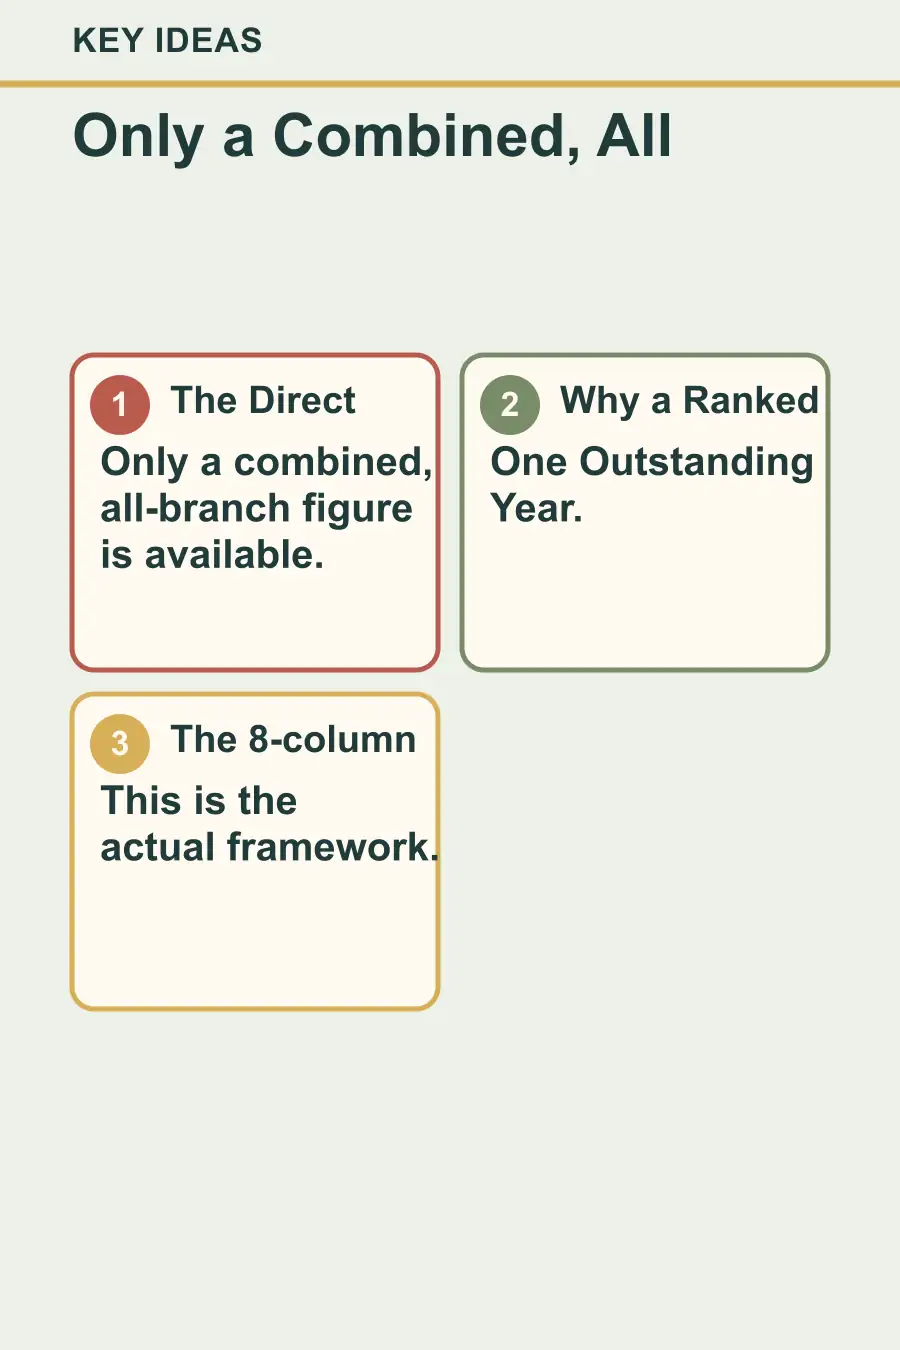 KEY IDEAS
Only a Combined, All
1 The Direct
Only a combined,
all-branch figure
is available.
2 Why a Ranked
One Outstanding
Year.
3 The 8-column
This is the
actual framework.